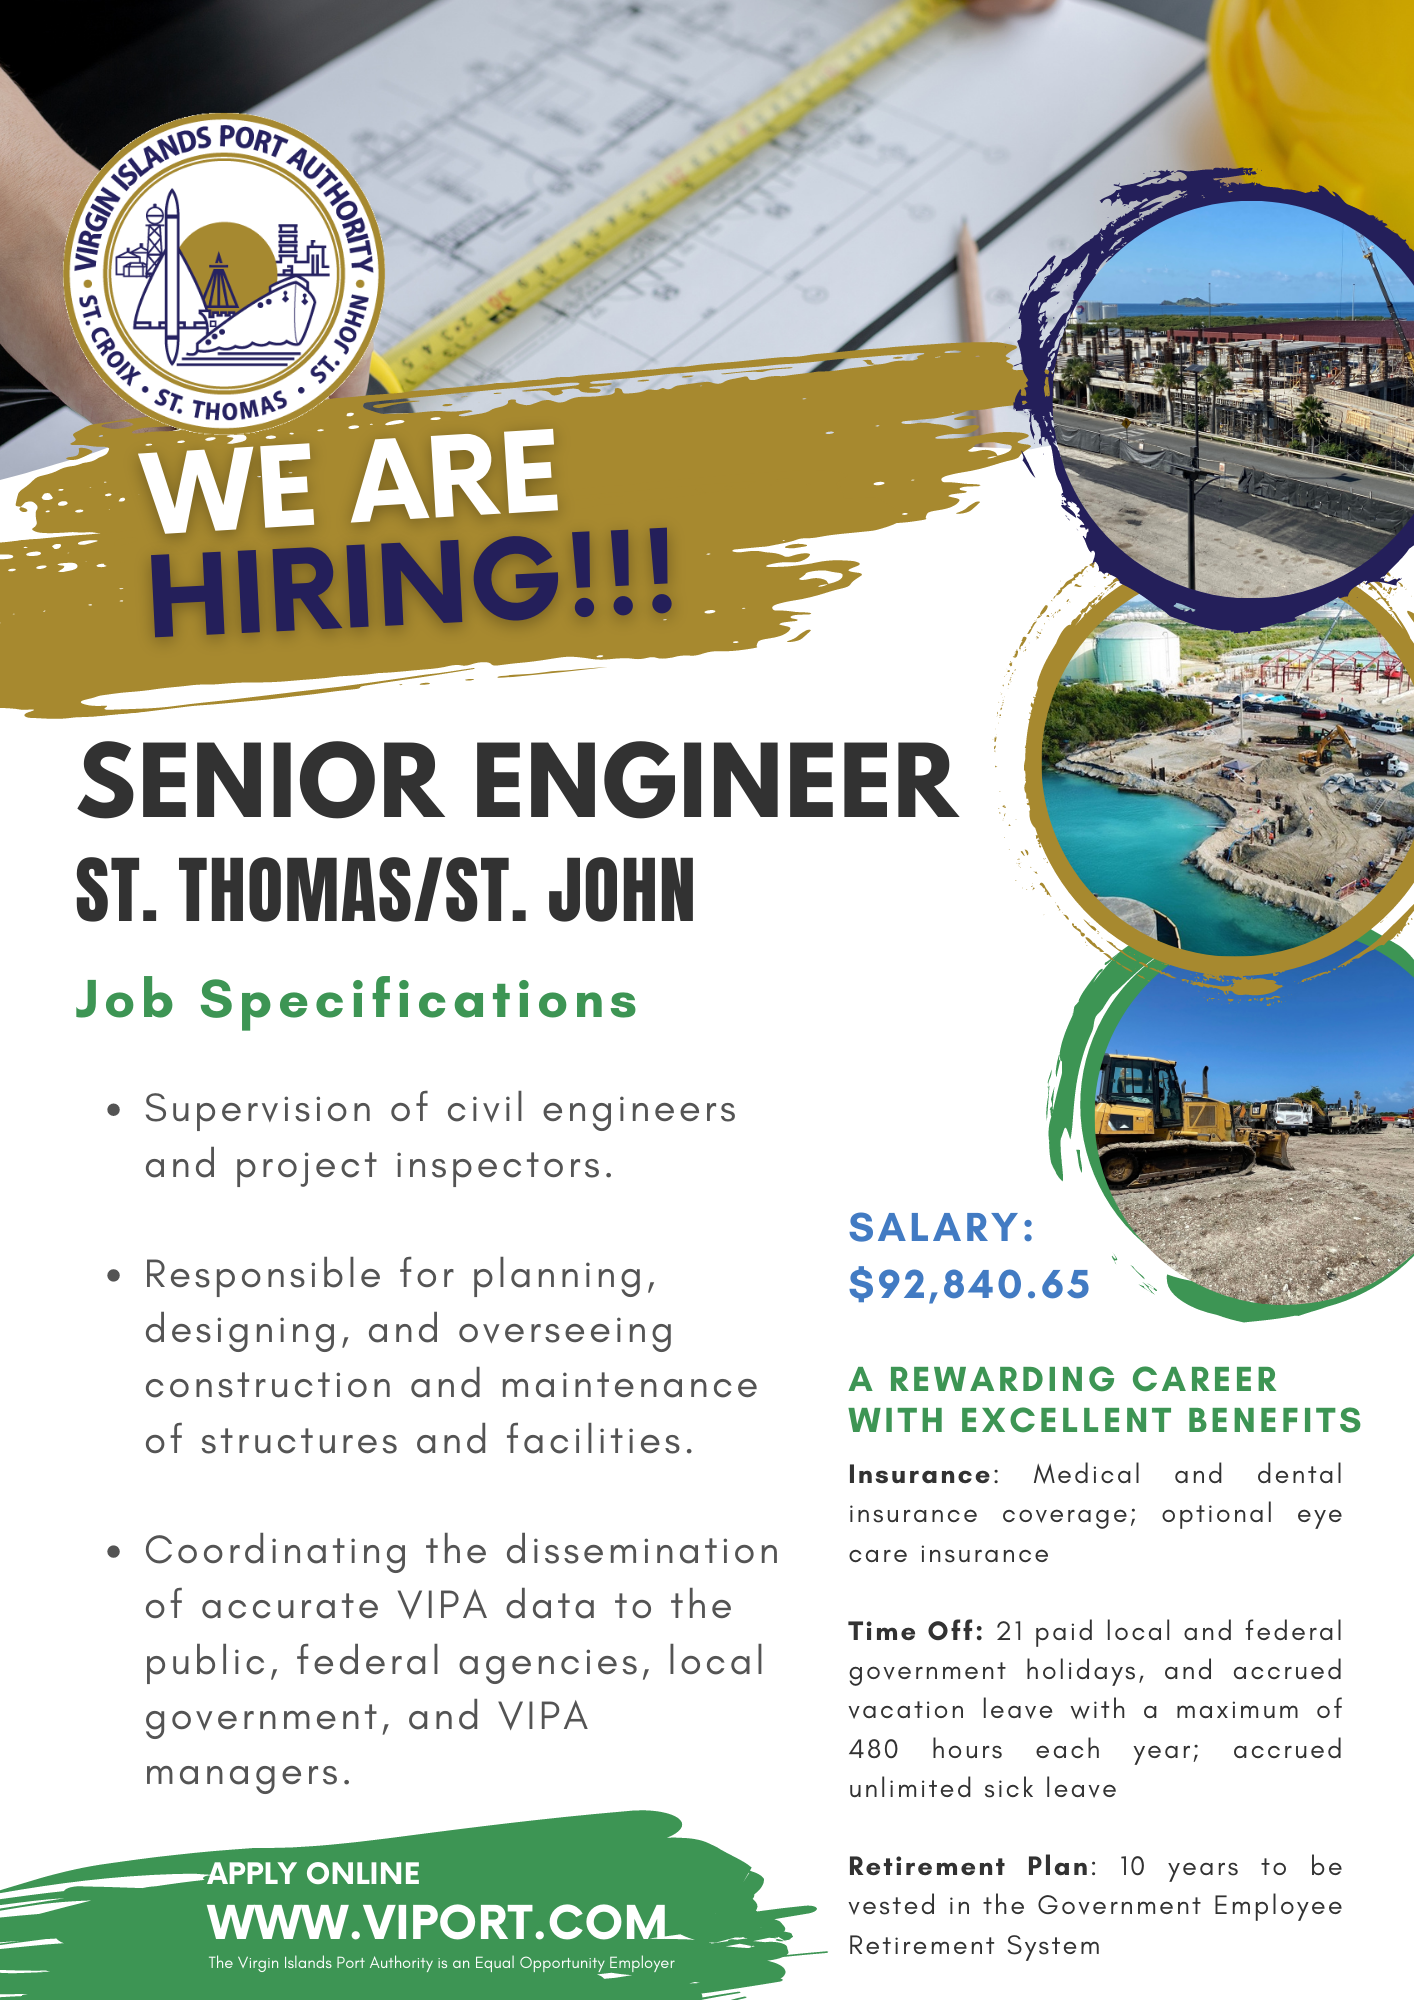 VIRGIN ISLANDS PORT AUTHORITY
• ST. CROIX • ST. THOMAS • ST. JOHN •
WE ARE
HIRING!!!
SENIOR ENGINEER
ST. THOMAS/ST. JOHN
Job Specifications
• Supervision of civil engineers
and project inspectors.
• Responsible for planning,
designing, and overseeing
construction and maintenance
of structures and facilities.
• Coordinating the dissemination
of accurate VIPA data to the
public, federal agencies, local
government, and VIPA
managers.
SALARY:
$92,840.65
A REWARDING CAREER
WITH EXCELLENT BENEFITS
Insurance: Medical and dental
insurance coverage; optional eye
care insurance
Time Off: 21 paid local and federal
government holidays, and accrued
vacation leave with a maximum of
480 hours each year; accrued
unlimited sick leave
Retirement Plan: 10 years to be
vested in the Government Employee
Retirement System
APPLY ONLINE
WWW.VIPORT.COM
The Virgin Islands Port Authority is an Equal Opportunity Employer